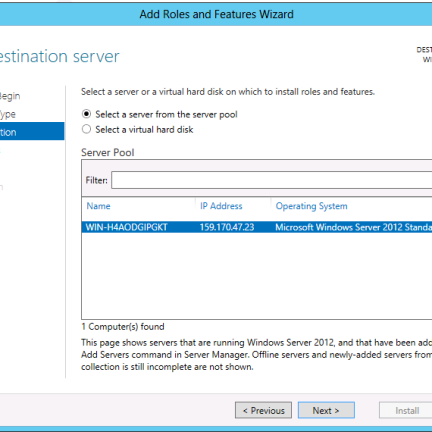 Add Roles and Features Wizard
estination server
DEST
WI
egin
ype
tion
Select a server or a virtual hard disk on which to install roles and features.
Select a server from the server pool
Select a virtual hard disk
Server Pool
Filter:
Name IP Address Operating System
WIN-H4AODGIPGKT 159.170.47.23 Microsoft Windows Server 2012 Standa
1 Computer(s) found
This page shows servers that are running Windows Server 2012, and that have been add
Add Servers command in Server Manager. Offline servers and newly-added servers from
collection is still incomplete are not shown.
< Previous Next > Install